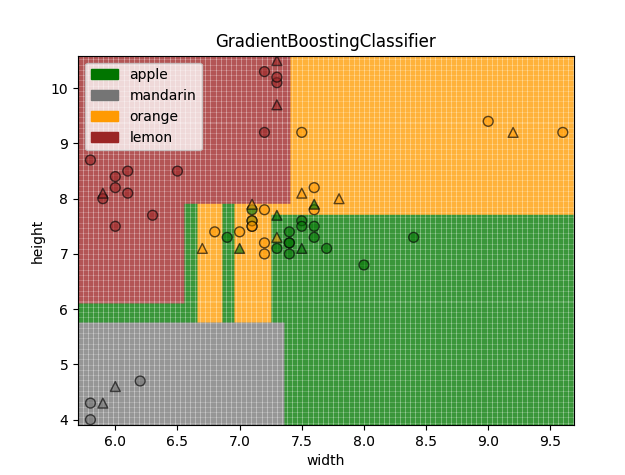 GradientBoostingClassifier
apple
mandarin
orange
lemon
10
9
8
7
6
5
4
height
6.0 6.5 7.0 7.5 8.0 8.5 9.0 9.5
width